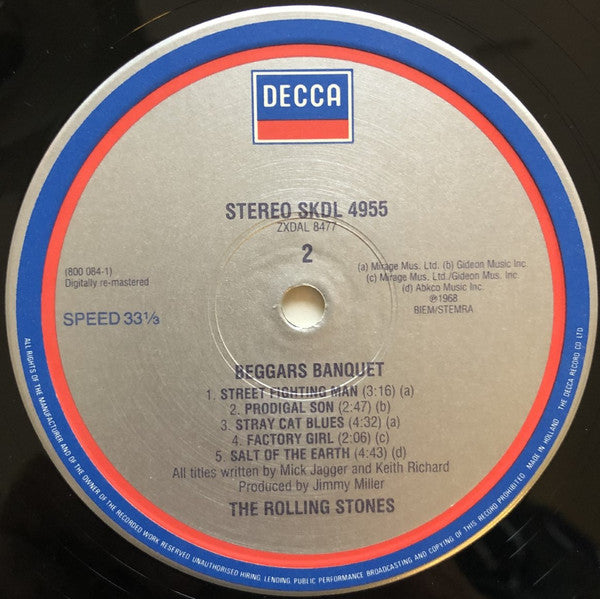 DECCA
STEREO SKDL 4955
ZXDAL 8477
2
(800 084-1)
Digitally re-mastered
SPEED 33⅓
(a) Mirage Mus. Ltd. (b) Gideon Music Inc.
(c) Mirage Mus. Ltd./Gideon Mus. Inc.
(d) Abkco Music Inc.
℗1968
BIEM/STEMRA
BEGGARS BANQUET
1. STREET FIGHTING MAN (3:16) (a)
2. PRODIGAL SON (2:47) (b)
3. STRAY CAT BLUES (4:32) (a)
4. FACTORY GIRL (2:06) (c)
5. SALT OF THE EARTH (4:43) (d)
All titles written by Mick Jagger and Keith Richard
Produced by Jimmy Miller
THE ROLLING STONES
ALL RIGHTS OF THE MANUFACTURER AND OF THE OWNER OF THE RECORDED WORK RESERVED UNAUTHORISED HIRING, LENDING, PUBLIC PERFORMANCE, BROADCASTING AND COPYING OF THIS RECORD PROHIBITED MADE IN HOLLAND THE DECCA RECORD CO LTD